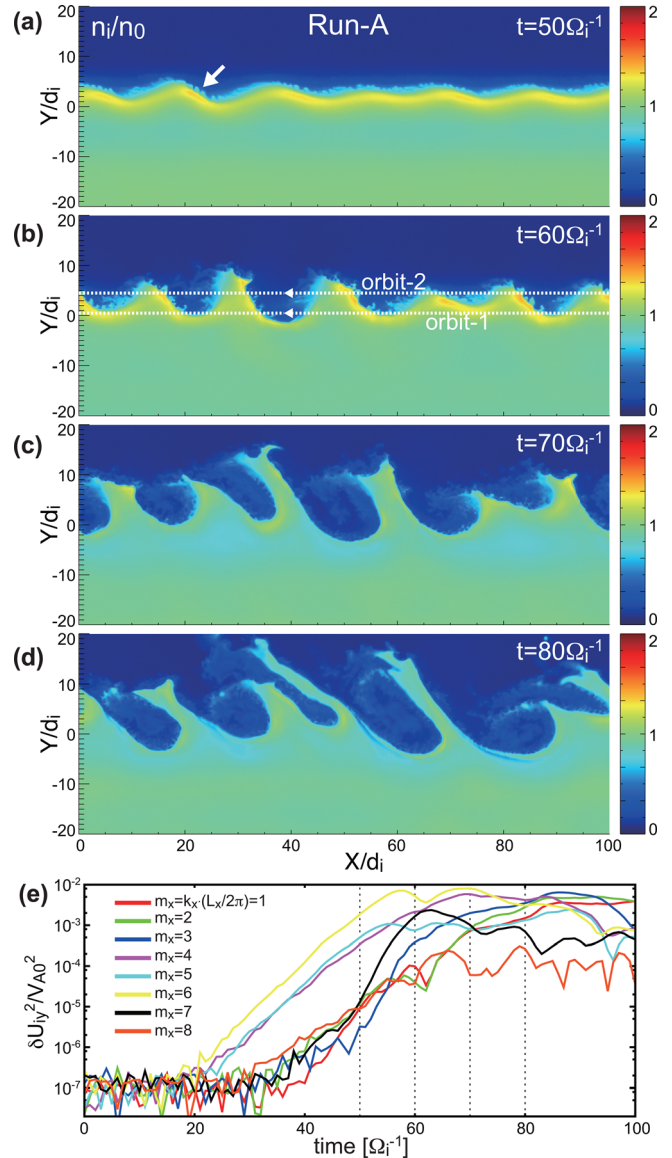 (a) n_i/n_0 Run-A t=50Ω_i^-1
Y/d_i
20
10
0
-10
-20
2
1
0
(b) t=60Ω_i^-1
orbit-2
orbit-1
Y/d_i
20
10
0
-10
-20
2
1
0
(c) t=70Ω_i^-1
Y/d_i
20
10
0
-10
-20
2
1
0
(d) t=80Ω_i^-1
Y/d_i
20
10
0
-10
-20
2
1
0
0 20 40 60 80 100
X/d_i
(e)
δU_iy^2/V_A0^2
10^-2
10^-3
10^-4
10^-5
10^-6
10^-7
m_x=k_x·(L_x/2π)=1
m_x=2
m_x=3
m_x=4
m_x=5
m_x=6
m_x=7
m_x=8
0 20 40 60 80 100
time [Ω_i^-1]